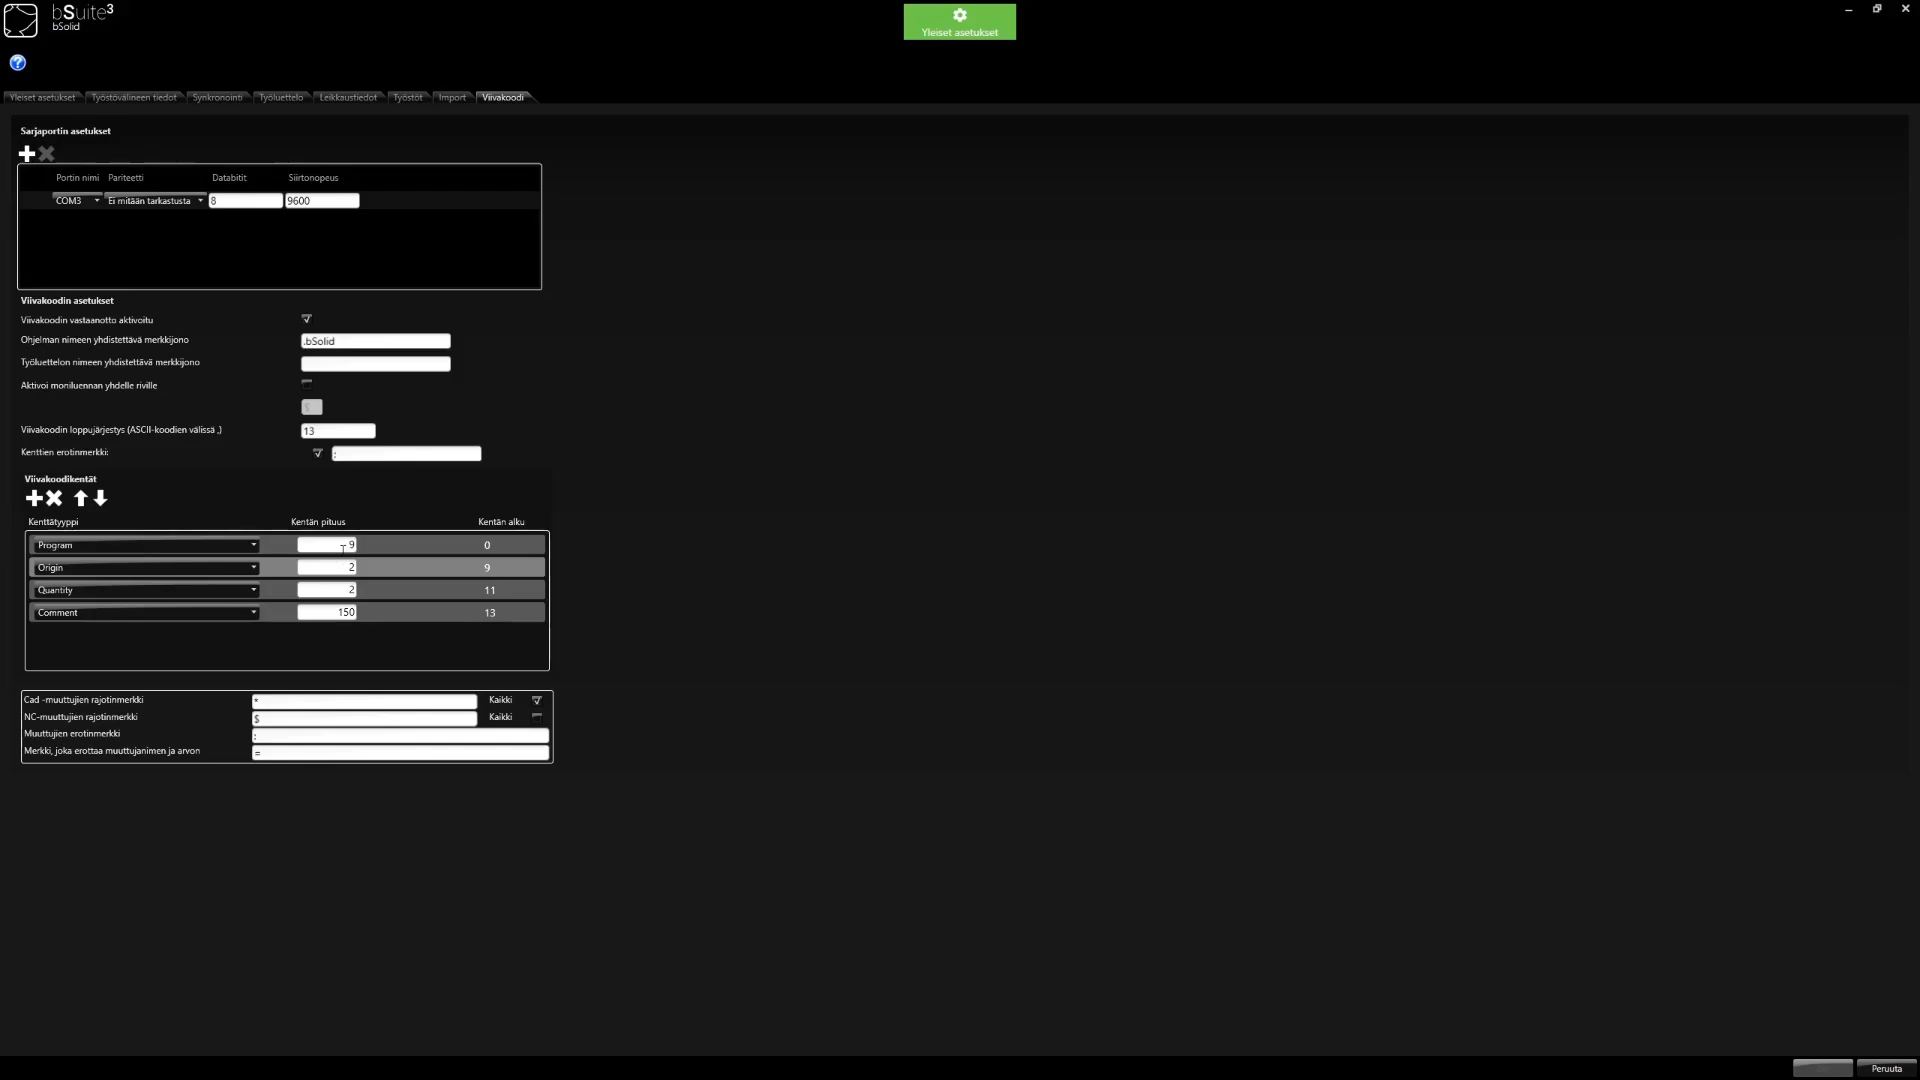 bSuite³
bSolid
Yleiset asetukset
Yleiset asetukset Työstövälineen tiedot Synkronointi Työluettelo Leikkaustiedot Työstöt Import Viivakoodi
Sarjaportin asetukset
Portin nimi Pariteetti Databitit Siirtonopeus
COM3 Ei mitään tarkastusta 8 9600
Viivakoodin asetukset
Viivakoodin vastaanotto aktivoitu
Ohjelman nimeen yhdistettävä merkkijono .bSolid
Työluettelon nimeen yhdistettävä merkkijono
Aktivoi moniluennan yhdelle riville
Viivakoodin loppujärjestys (ASCII-koodien välissä ,) 13
Kenttien erotinmerkki: :
Viivakoodikentät
Kenttätyyppi Kentän pituus Kentän alku
Program 9 0
Origin 2 9
Quantity 2 11
Comment 150 13
Cad -muuttujien rajotinmerkki * Kaikki
NC-muuttujien rajotinmerkki $ Kaikki
Muuttujien erotinmerkki :
Merkki, joka erottaa muuttujanimen ja arvon =
Peruuta